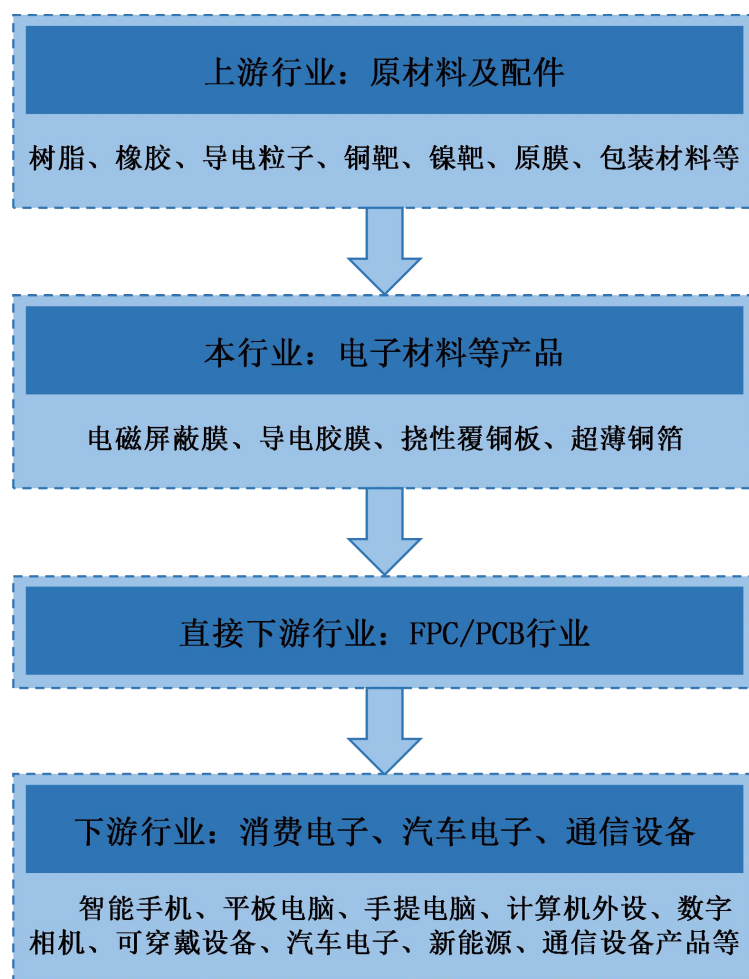 上游行业：原材料及配件
树脂、橡胶、导电粒子、铜靶、镍靶、原膜、包装材料等
本行业：电子材料等产品
电磁屏蔽膜、导电胶膜、挠性覆铜板、超薄铜箔
直接下游行业：FPC/PCB行业
下游行业：消费电子、汽车电子、通信设备
智能手机、平板电脑、手提电脑、计算机外设、数字
相机、可穿戴设备、汽车电子、新能源、通信设备产品等